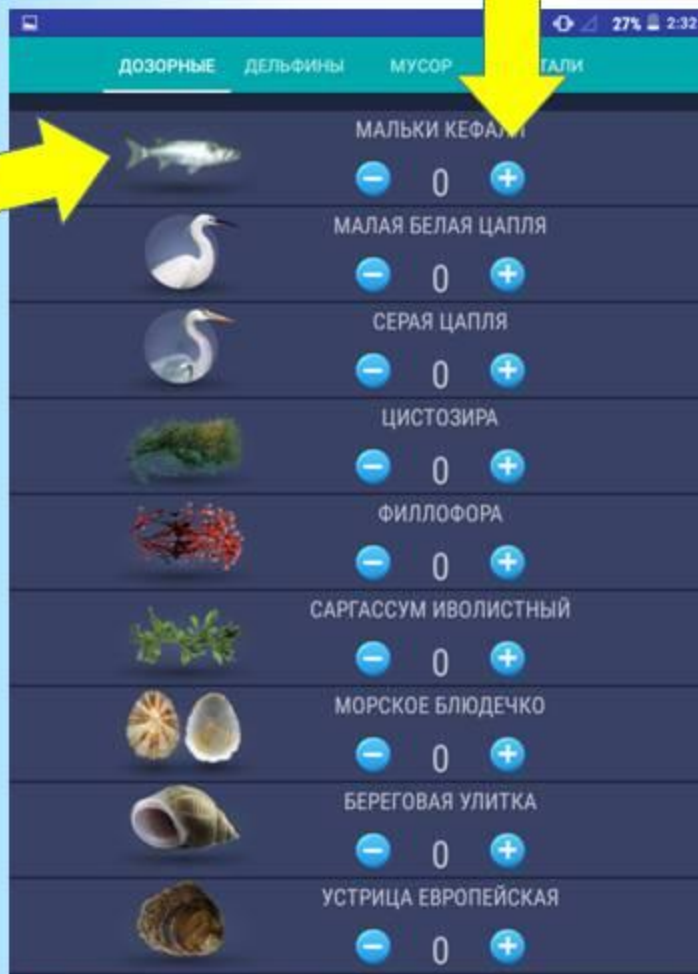 27% 2:32
ДОЗОРНЫЕ ДЕЛЬФИНЫ МУСОР ТАЛИ
МАЛЬКИ КЕФАЛИ
0
МАЛАЯ БЕЛАЯ ЦАПЛЯ
0
СЕРАЯ ЦАПЛЯ
0
ЦИСТОЗИРА
0
ФИЛЛОФОРА
0
САРГАССУМ ИВОЛИСТНЫЙ
0
МОРСКОЕ БЛЮДЕЧКО
0
БЕРЕГОВАЯ УЛИТКА
0
УСТРИЦА ЕВРОПЕЙСКАЯ
0